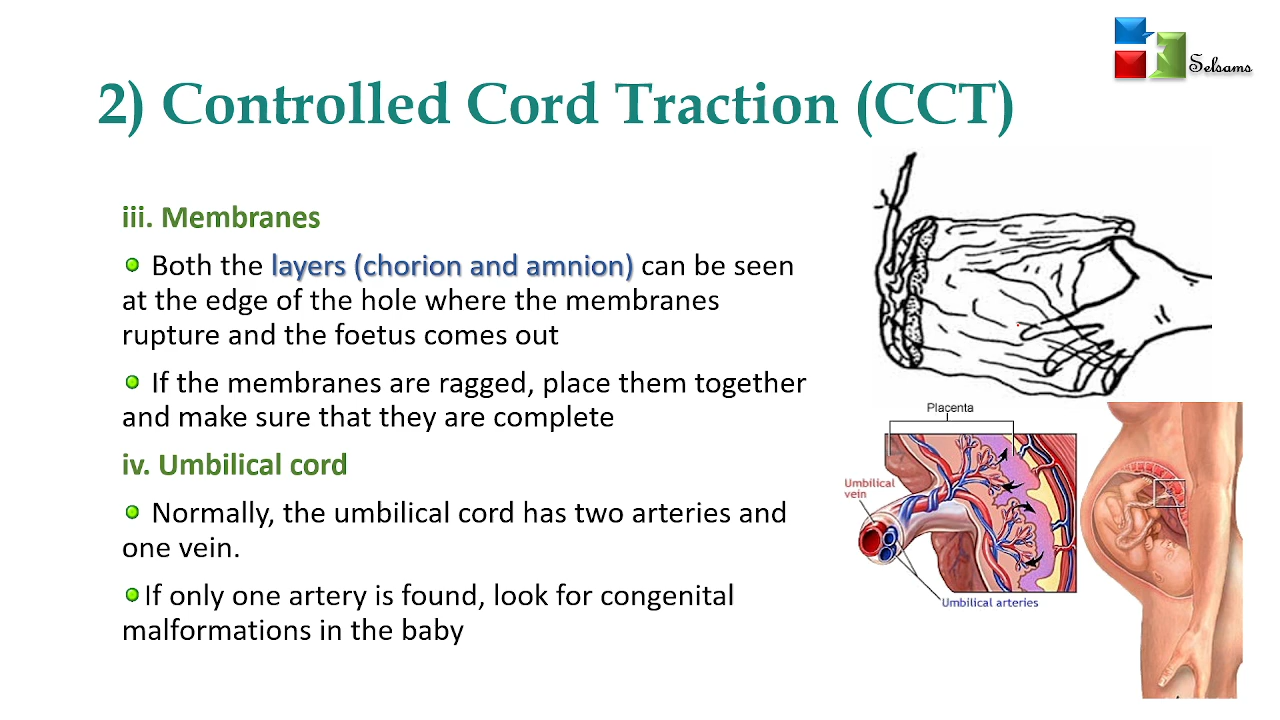 Selsams
2) Controlled Cord Traction (CCT)
iii. Membranes
Both the layers (chorion and amnion) can be seen
at the edge of the hole where the membranes
rupture and the foetus comes out
If the membranes are ragged, place them together
and make sure that they are complete
iv. Umbilical cord
Normally, the umbilical cord has two arteries and
one vein.
If only one artery is found, look for congenital
malformations in the baby
Placenta
Umbilical
vein
Umbilical arteries